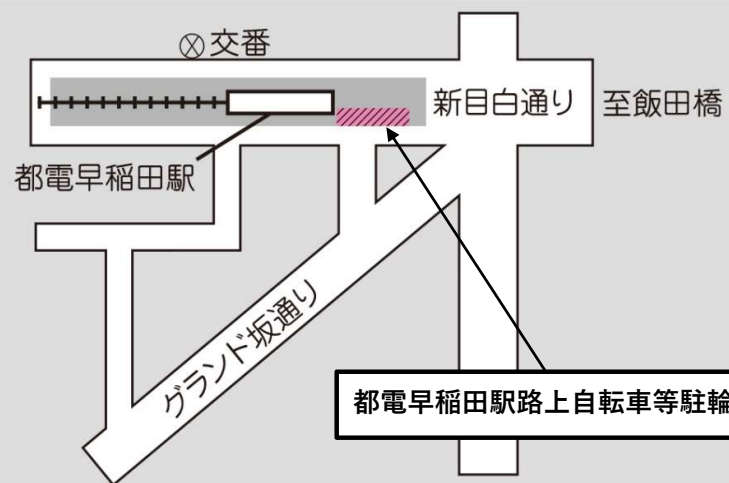 交番
新目白通り
至飯田橋
都電早稲田駅
グランド坂通り
都電早稲田駅路上自転車等駐輪